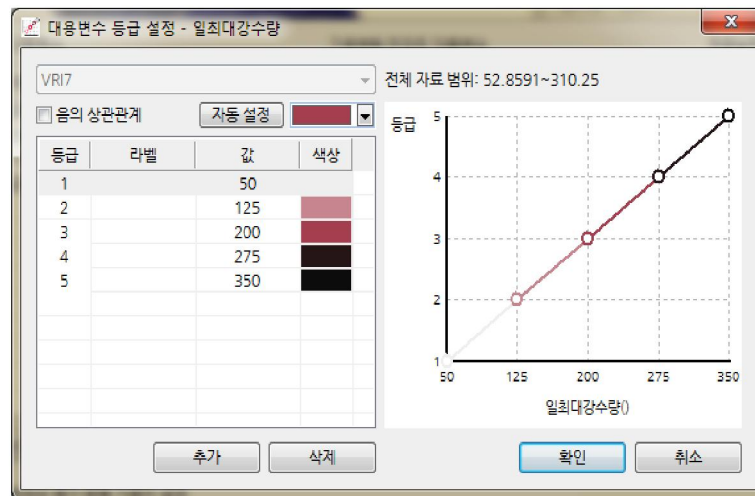 대용변수 등급 설정 - 일최대강수량
VRI7
전체 자료 범위: 52.8591~310.25
음의 상관관계
자동 설정
등급 라벨 값 색상
1 50
2 125
3 200
4 275
5 350
등급
5
4
3
2
1
50 125 200 275 350
일최대강수량()
추가 삭제 확인 취소